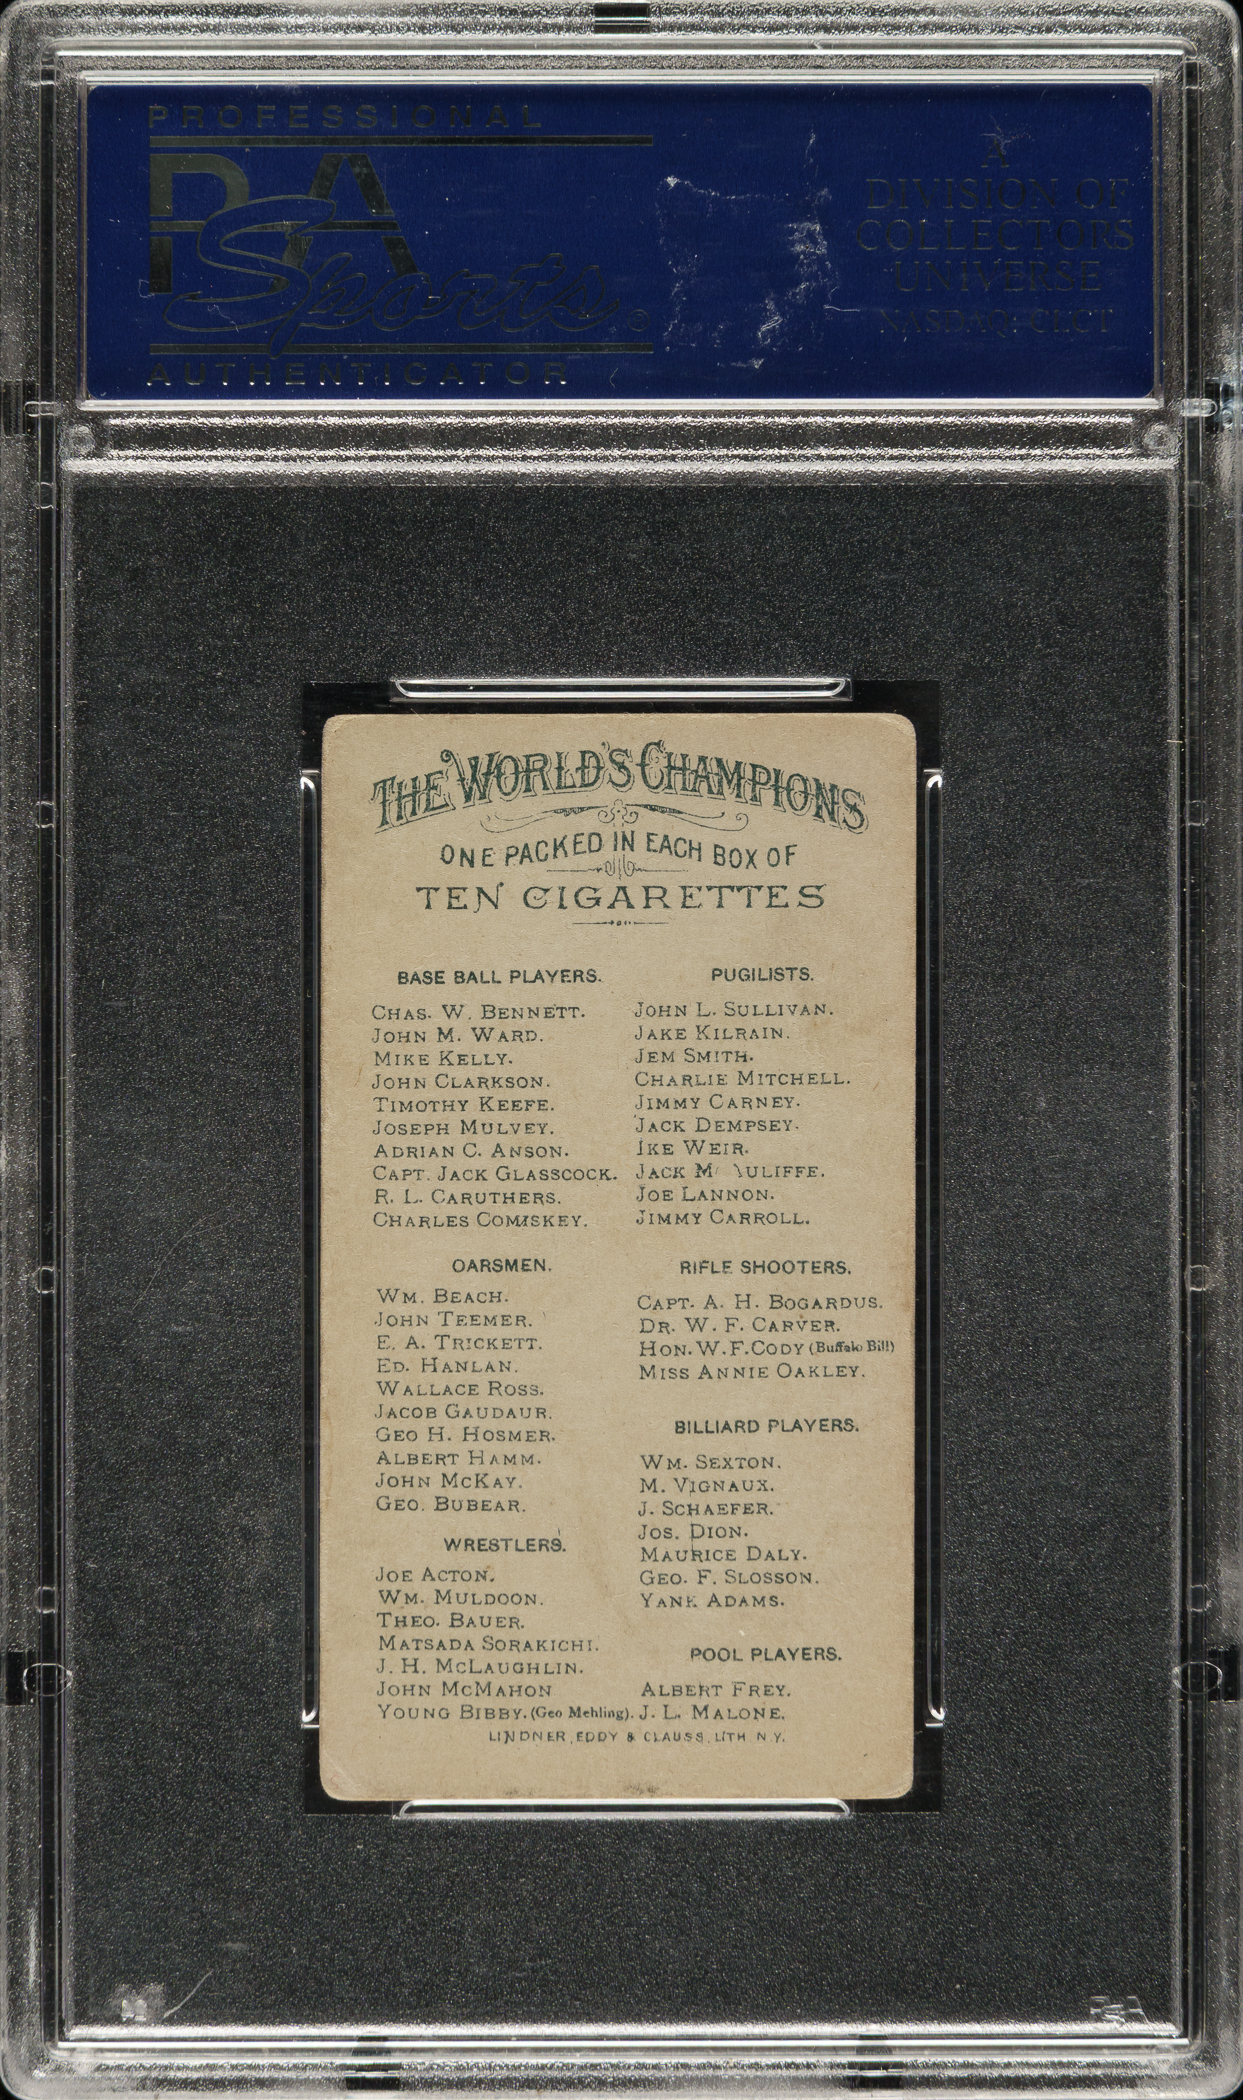 PROFESSIONAL
PSA
Sports®
AUTHENTICATOR
A
DIVISION OF
COLLECTORS
UNIVERSE
NASDAQ: CLCT
THE WORLD'S CHAMPIONS
ONE PACKED IN EACH BOX OF
TEN CIGARETTES
BASE BALL PLAYERS.
CHAS. W. BENNETT.
JOHN M. WARD.
MIKE KELLY.
JOHN CLARKSON.
TIMOTHY KEEFE.
JOSEPH MULVEY.
ADRIAN C. ANSON.
CAPT. JACK GLASSCOCK.
R. L. CARUTHERS.
CHARLES COMISKEY.
OARSMEN.
WM. BEACH.
JOHN TEEMER.
E. A. TRICKETT.
ED. HANLAN.
WALLACE ROSS.
JACOB GAUDAUR.
GEO H. HOSMER.
ALBERT HAMM.
JOHN MCKAY.
GEO. BUBEAR.
WRESTLERS.
JOE ACTON.
WM. MULDOON.
THEO. BAUER.
MATSADA SORAKICHI.
J. H. MCLAUGHLIN.
JOHN MCMAHON
YOUNG BIBBY. (Geo Mehling).
PUGILISTS.
JOHN L. SULLIVAN.
JAKE KILRAIN.
JEM SMITH.
CHARLIE MITCHELL.
JIMMY CARNEY.
JACK DEMPSEY.
IKE WEIR.
JACK MCAULIFFE.
JOE LANNON.
JIMMY CARROLL.
RIFLE SHOOTERS.
CAPT. A. H. BOGARDUS.
DR. W. F. CARVER.
HON. W. F. CODY (Buffalo Bill)
MISS ANNIE OAKLEY.
BILLIARD PLAYERS.
WM. SEXTON.
M. VIGNAUX.
J. SCHAEFER.
JOS. DION.
MAURICE DALY.
GEO. F. SLOSSON.
YANK ADAMS.
POOL PLAYERS.
ALBERT FREY.
J. L. MALONE.
LINDNER, EDDY & CLAUSS, LITH N.Y.
PSA